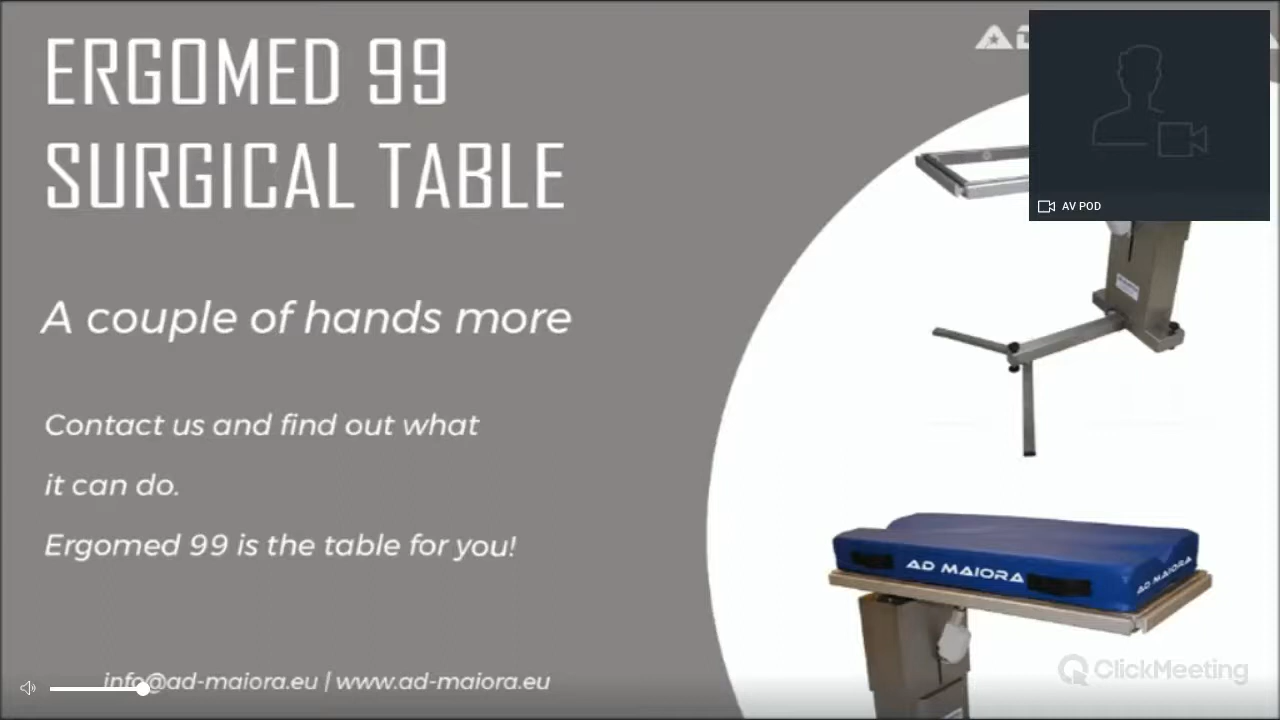 ERGOMED 99
SURGICAL TABLE
A couple of hands more
Contact us and find out what
it can do.
Ergomed 99 is the table for you!
info@ad-maiora.eu | www.ad-maiora.eu
AV POD
AD MAIORA
AD MAIORA
ClickMeeting